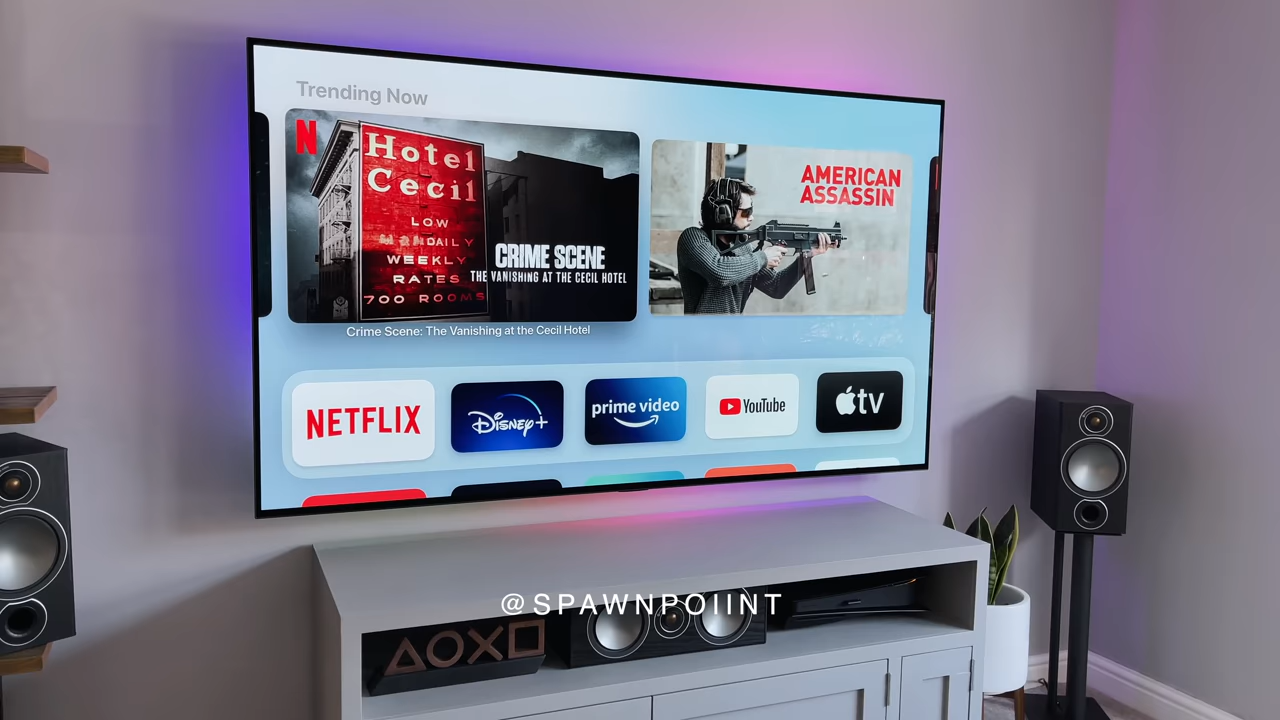 Trending Now
N
Hotel
Cecil
LOW
DAILY
WEEKLY
RATES
700 ROOMS
CRIME SCENE
THE VANISHING AT THE CECIL HOTEL
AMERICAN
ASSASSIN
Crime Scene: The Vanishing at the Cecil Hotel
NETFLIX
Disney+
prime video
YouTube
tv
@SPAWNPOIINT